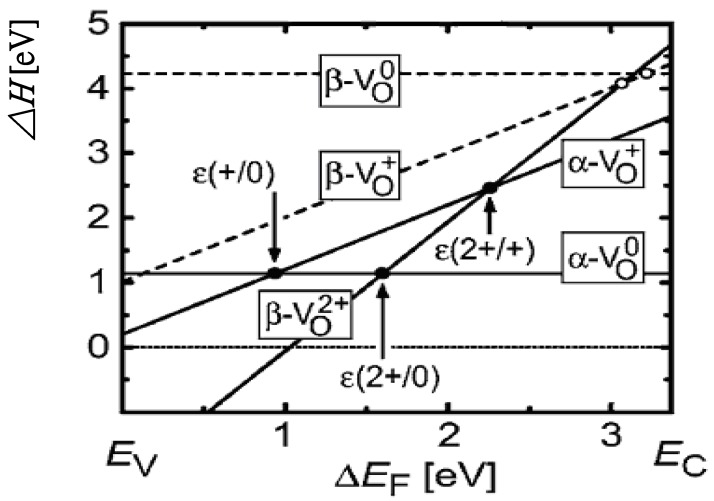 5
4
3
2
1
0
ΔH [eV]
β-V_O^0
β-V_O^+
ε(+/0)
α-V_O^+
ε(2+/+)
α-V_O^0
β-V_O^2+
ε(2+/0)
1 2 3
E_V ΔE_F [eV] E_C